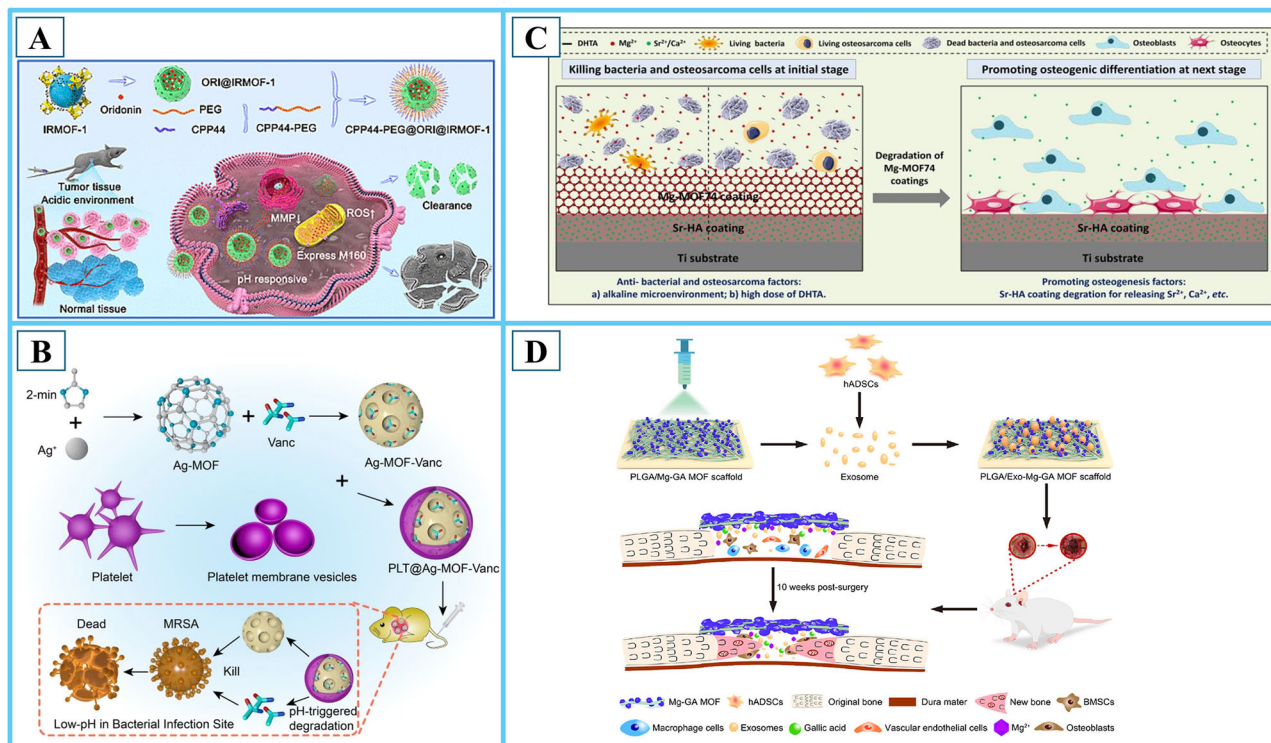 A
ORI@IRMOF-1
Oridonin
PEG
IRMOF-1
CPP44
CPP44-PEG
CPP44-PEG@ORI@IRMOF-1
Tumor tissue
Acidic environment
Normal tissue
MMP↓
ROS↑
Express M160
pH responsive
Clearance
C
DHTA
Mg²⁺
Sr²⁺/Ca²⁺
Living bacteria
Living osteosarcoma cells
Dead bacteria and osteosarcoma cells
Osteoblasts
Osteocytes
Killing bacteria and osteosarcoma cells at initial stage
Promoting osteogenic differentiation at next stage
Mg-MOF74 coating
Sr-HA coating
Ti substrate
Degradation of
Mg-MOF74
coatings
Sr-HA coating
Ti substrate
Anti- bacterial and osteosarcoma factors:
a) alkaline microenvironment; b) high dose of DHTA.
Promoting osteogenesis factors:
Sr-HA coating degration for releasing Sr²⁺, Ca²⁺, etc.
B
2-min
+
Ag⁺
Ag-MOF
+
Vanc
Ag-MOF-Vanc
+
Platelet
Platelet membrane vesicles
PLT@Ag-MOF-Vanc
Dead
MRSA
Kill
Low-pH in Bacterial Infection Site
pH-triggered
degradation
D
hADSCs
PLGA/Mg-GA MOF scaffold
Exosome
PLGA/Exo-Mg-GA MOF scaffold
10 weeks post-surgery
Mg-GA MOF
hADSCs
Original bone
Dura mater
New bone
BMSCs
Macrophage cells
Exosomes
Gallic acid
Vascular endothelial cells
Mg²⁺
Osteoblasts